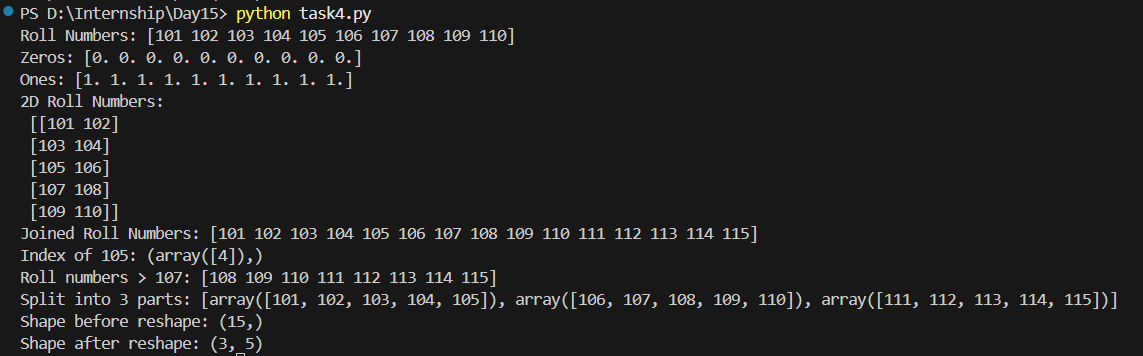 PS D:\Internship\Day15> python task4.py
Roll Numbers: [101 102 103 104 105 106 107 108 109 110]
Zeros: [0. 0. 0. 0. 0. 0. 0. 0. 0. 0.]
Ones: [1. 1. 1. 1. 1. 1. 1. 1. 1. 1.]
2D Roll Numbers:
 [[101 102]
 [103 104]
 [105 106]
 [107 108]
 [109 110]]
Joined Roll Numbers: [101 102 103 104 105 106 107 108 109 110 111 112 113 114 115]
Index of 105: (array([4]),)
Roll numbers > 107: [108 109 110 111 112 113 114 115]
Split into 3 parts: [array([101, 102, 103, 104, 105]), array([106, 107, 108, 109, 110]), array([111, 112, 113, 114, 115])]
Shape before reshape: (15,)
Shape after reshape: (3, 5)